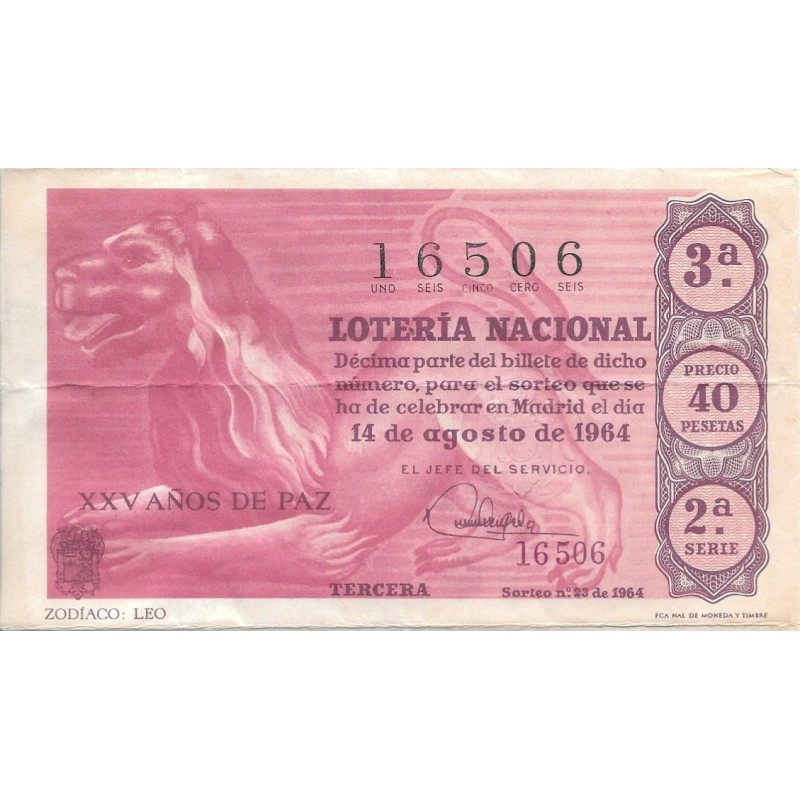 16506
UNO SEIS CINCO CERO SEIS
LOTERÍA NACIONAL
Décima parte del billete de dicho
número, para el sorteo que se
ha de celebrar en Madrid el día
14 de agosto de 1964
EL JEFE DEL SERVICIO.
XXV AÑOS DE PAZ
16506
TERCERA
Sorteo nº. 23 de 1964
3ª.
PRECIO
40
PESETAS
2ª.
SERIE
ZODÍACO: LEO
FCA NAL DE MONEDA Y TIMBRE